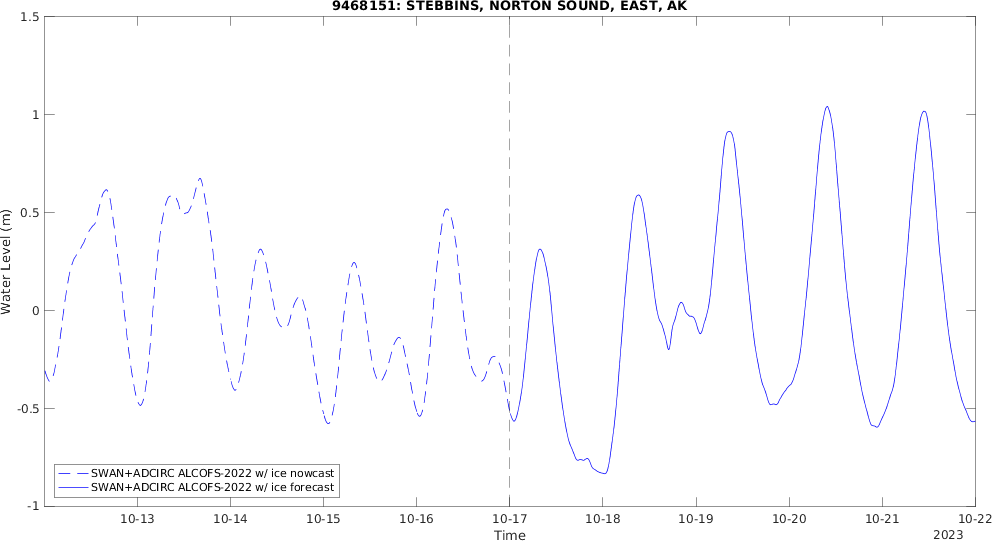 9468151: STEBBINS, NORTON SOUND, EAST, AK
1.5
1
0.5
0
-0.5
-1
Water Level (m)
SWAN+ADCIRC ALCOFS-2022 w/ ice nowcast
SWAN+ADCIRC ALCOFS-2022 w/ ice forecast
10-13 10-14 10-15 10-16 10-17 10-18 10-19 10-20 10-21 10-22
Time
2023